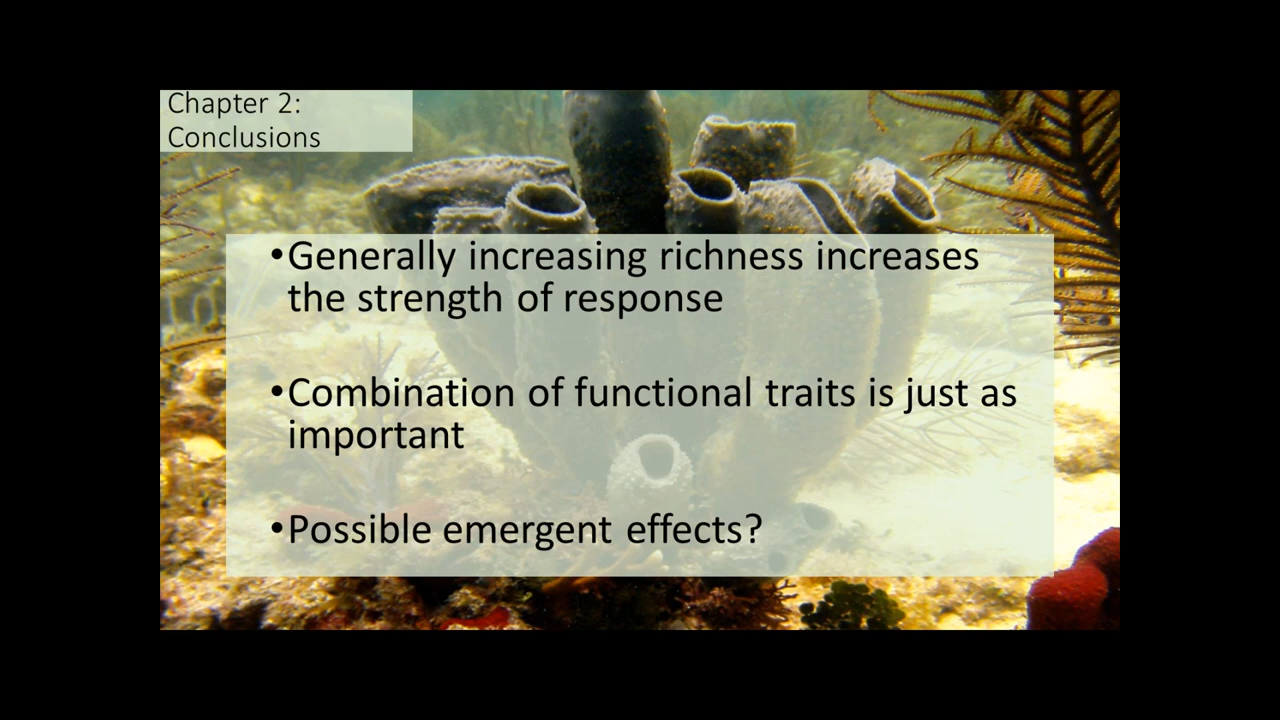 Chapter 2:
Conclusions
•Generally increasing richness increases
the strength of response
•Combination of functional traits is just as
important
•Possible emergent effects?